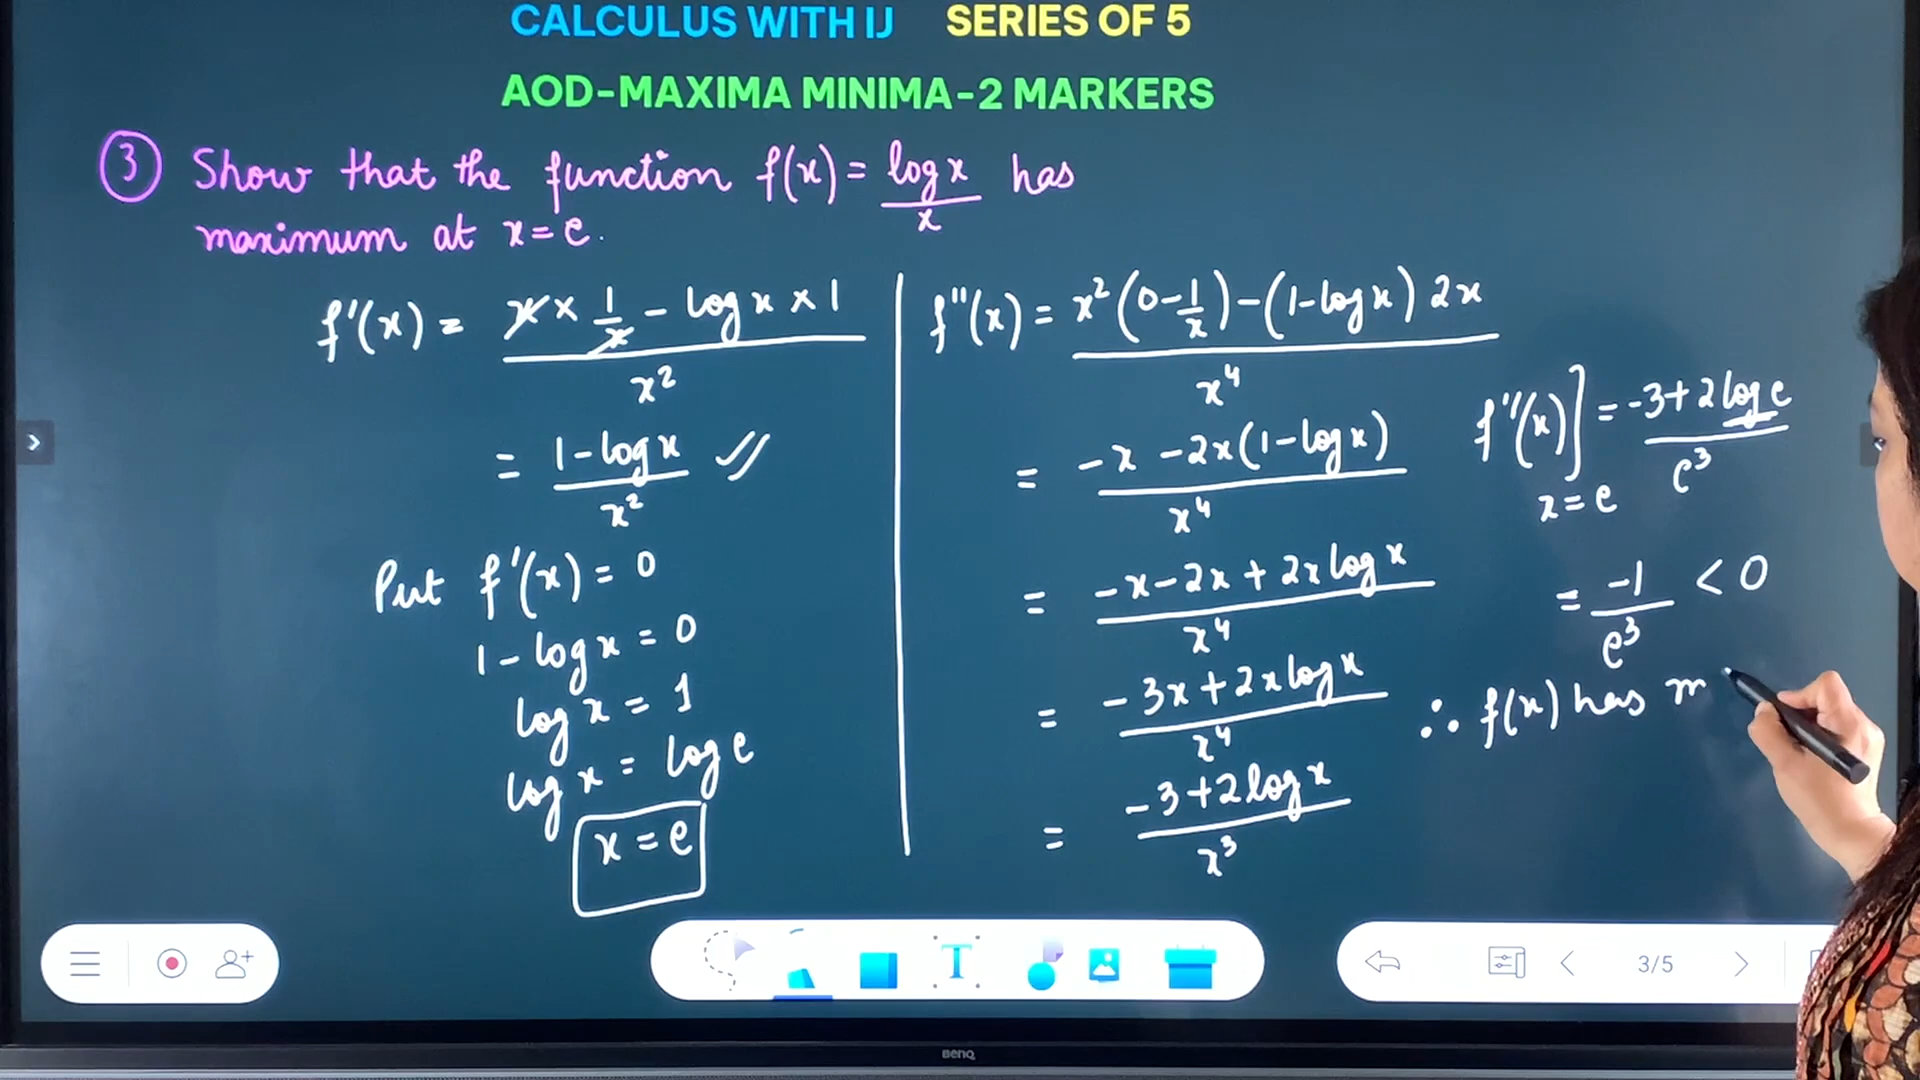 CALCULUS WITH IJ SERIES OF 5
AOD-MAXIMA MINIMA-2 MARKERS
③ Show that the function f(x) = log x / x has
maximum at x = e.
f'(x) = x × 1/x - log x × 1 / x²
= 1 - log x / x²
Put f'(x) = 0
1 - log x = 0
log x = 1
log x = log e
x = e
f''(x) = x² (0 - 1/x) - (1 - log x) 2x / x⁴
= -x - 2x (1 - log x) / x⁴
= -x - 2x + 2x log x / x⁴
= -3x + 2x log x / x⁴
= -3 + 2 log x / x³
f''(x)] x = e = -3 + 2 log e / e³
= -1 / e³ < 0
∴ f(x) has m
T
3/5
BenQ